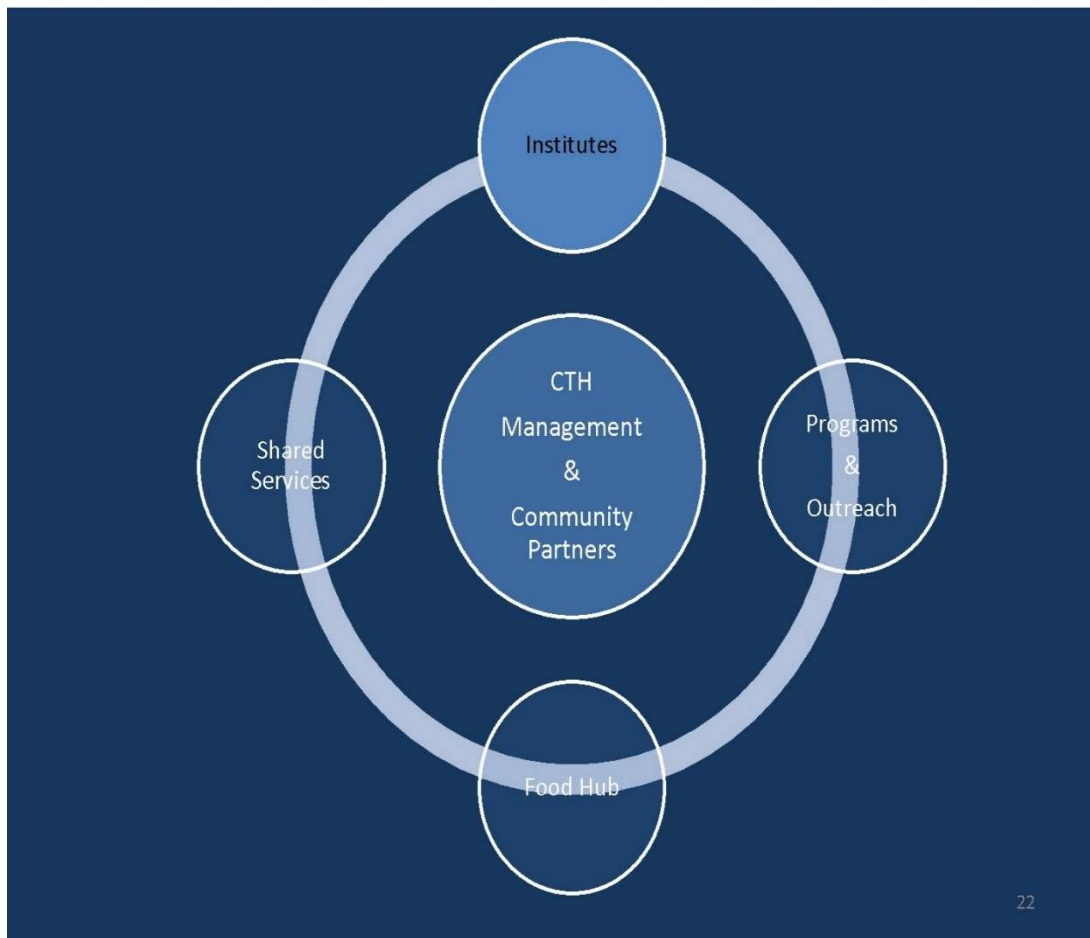 Institutes
CTH
Management
&
Community
Partners
Shared
Services
Programs
&
Outreach
Food Hub
22